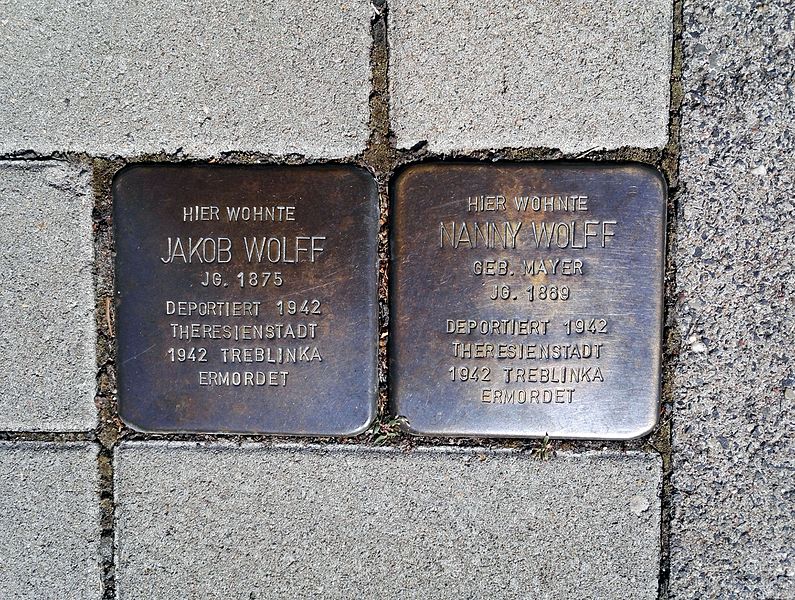 HIER WOHNTE
JAKOB WOLFF
JG. 1875
DEPORTIERT 1942
THERESIENSTADT
1942 TREBLINKA
ERMORDET
HIER WOHNTE
NANNY WOLFF
GEB. MAYER
JG. 1869
DEPORTIERT 1942
THERESIENSTADT
1942 TREBLINKA
ERMORDET